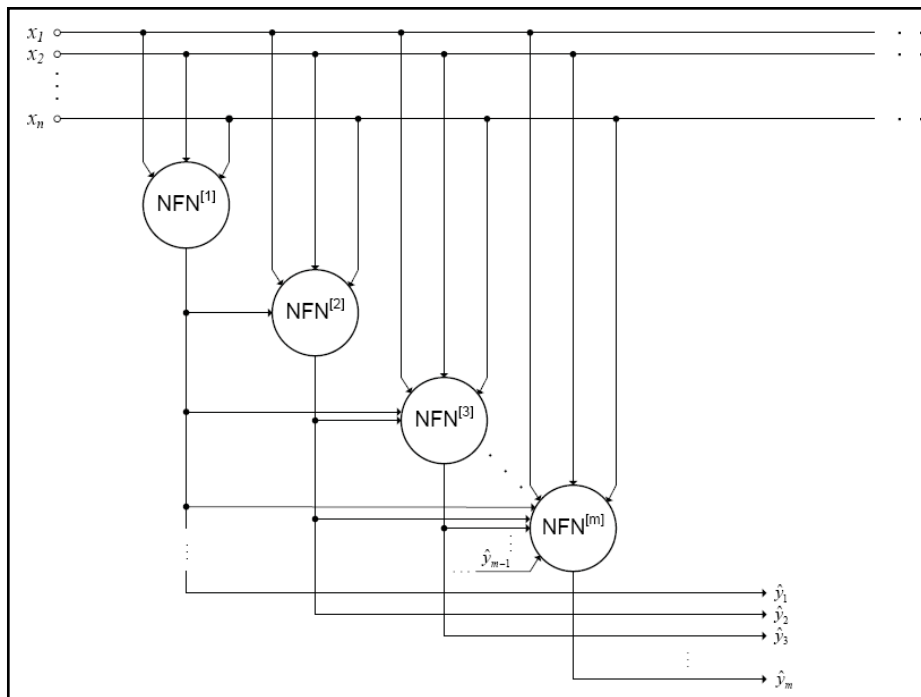 x₁
x₂
xₙ
NFN^[1]
NFN^[2]
NFN^[3]
NFN^[m]
ŷₘ₋₁
ŷ₁
ŷ₂
ŷ₃
ŷₘ